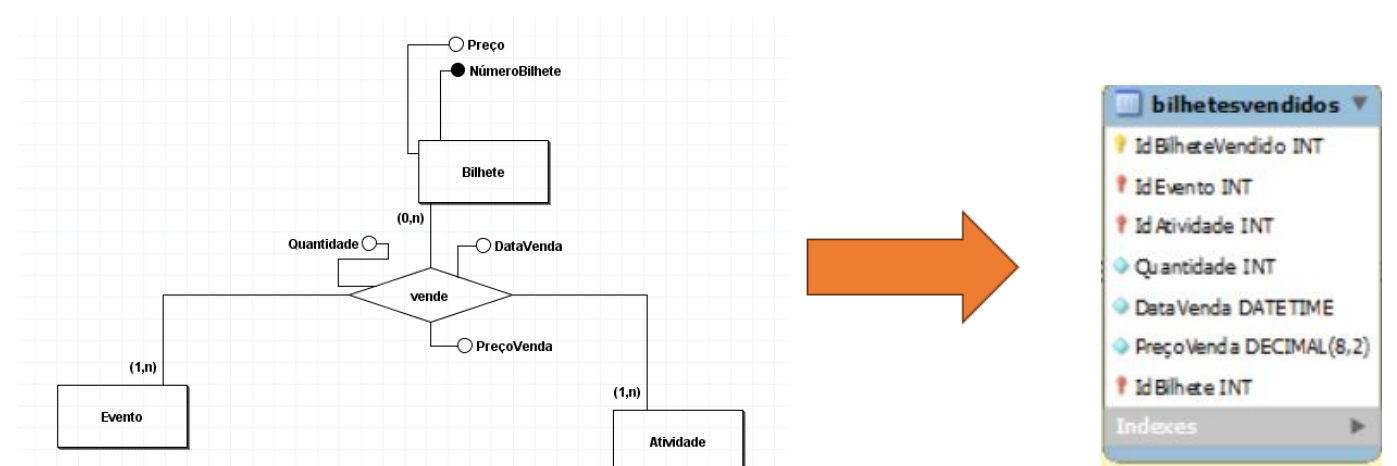 Preço
NúmeroBilhete
Bilhete
(0,n)
Quantidade
DataVenda
vende
PreçoVenda
(1,n)
Evento
(1,n)
Atividade
bilhetesvendidos
IdBilheteVendido INT
IdEvento INT
IdAtividade INT
Quantidade INT
DataVenda DATETIME
PreçoVenda DECIMAL(8,2)
IdBilhete INT
Indexes